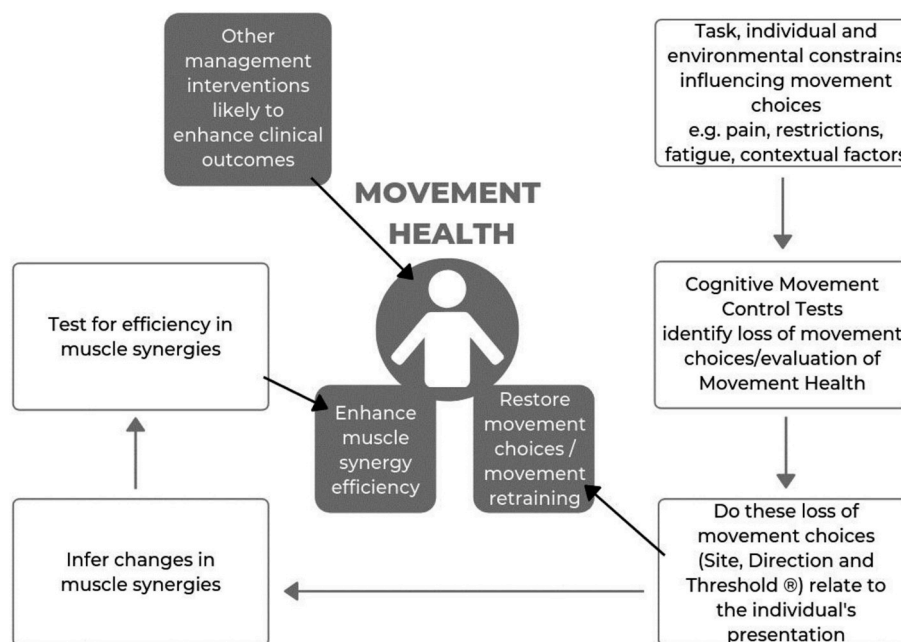 Other
management
interventions
likely to
enhance clinical
outcomes
Task, individual and
environmental constrains
influencing movement
choices
e.g. pain, restrictions,
fatigue, contextual factors
MOVEMENT
HEALTH
Test for efficiency in
muscle synergies
Cognitive Movement
Control Tests
identify loss of movement
choices/evaluation of
Movement Health
Enhance
muscle
synergy
efficiency
Restore
movement
choices /
movement
retraining
Infer changes in
muscle synergies
Do these loss of
movement choices
(Site, Direction and
Threshold ®) relate to
the individual's
presentation